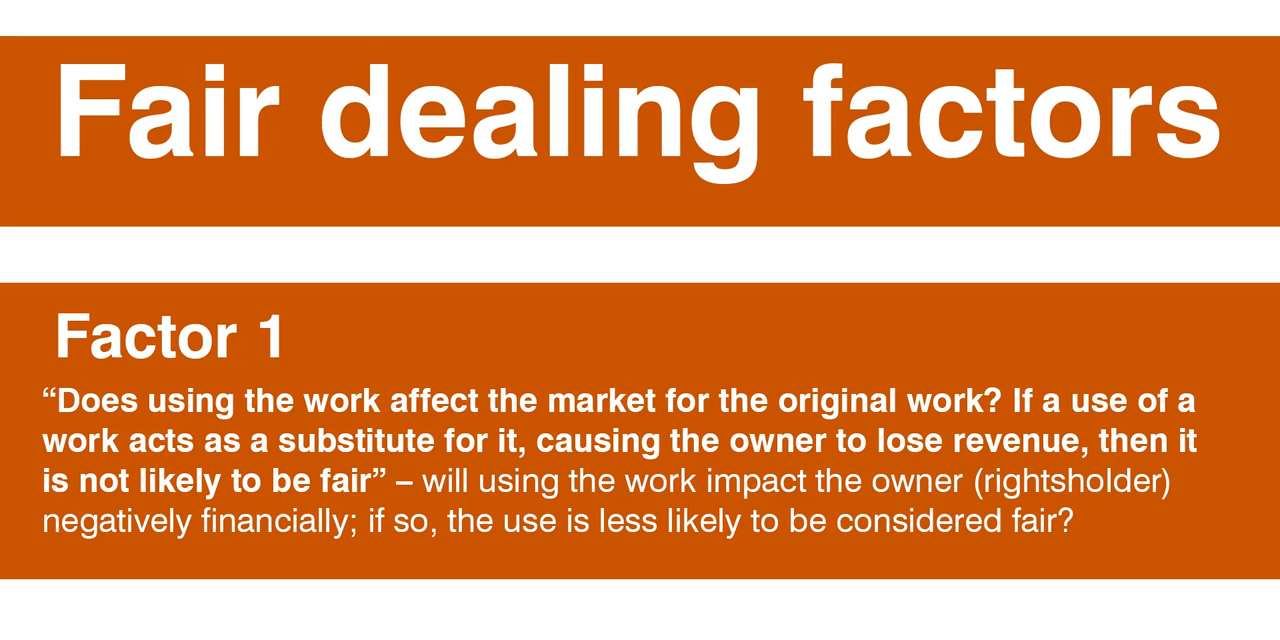 Fair dealing factors
Factor 1
“Does using the work affect the market for the original work? If a use of a
work acts as a substitute for it, causing the owner to lose revenue, then it
is not likely to be fair” – will using the work impact the owner (rightsholder)
negatively financially; if so, the use is less likely to be considered fair?